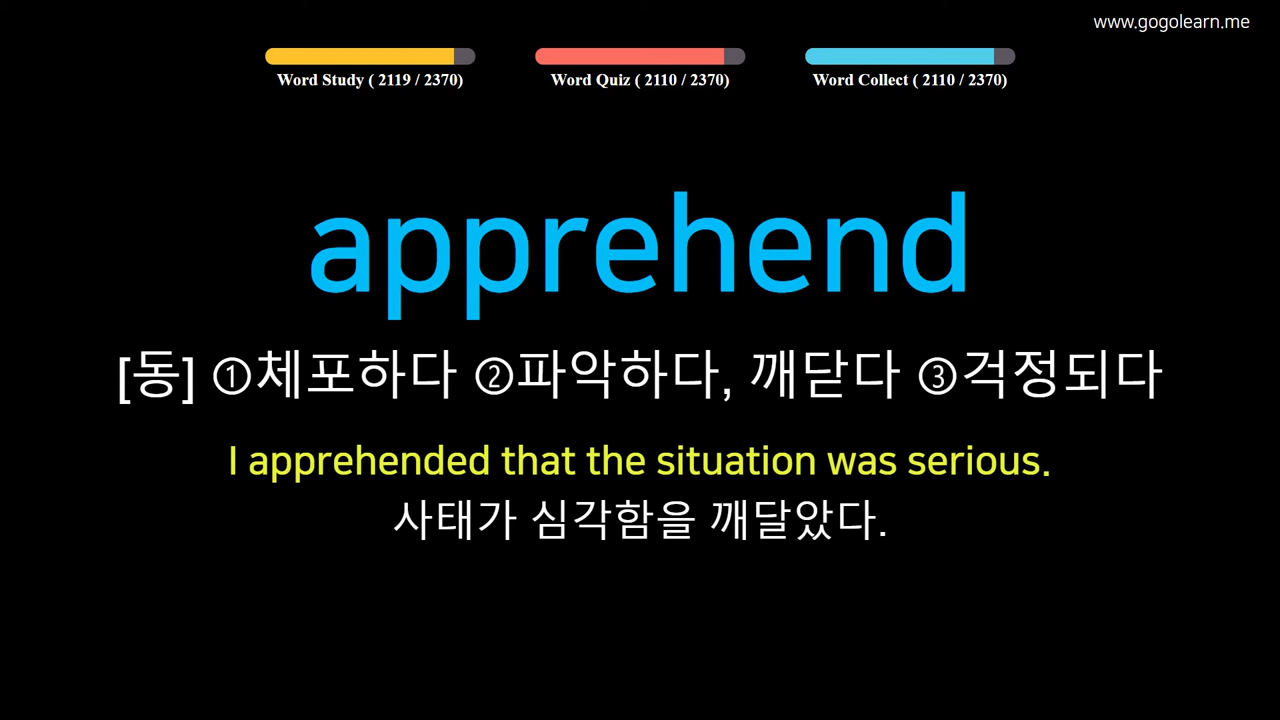 www.gogolearn.me
Word Study ( 2119 / 2370)
Word Quiz ( 2110 / 2370)
Word Collect ( 2110 / 2370)
apprehend
[동] ①체포하다 ②파악하다, 깨닫다 ③걱정되다
I apprehended that the situation was serious.
사태가 심각함을 깨달았다.